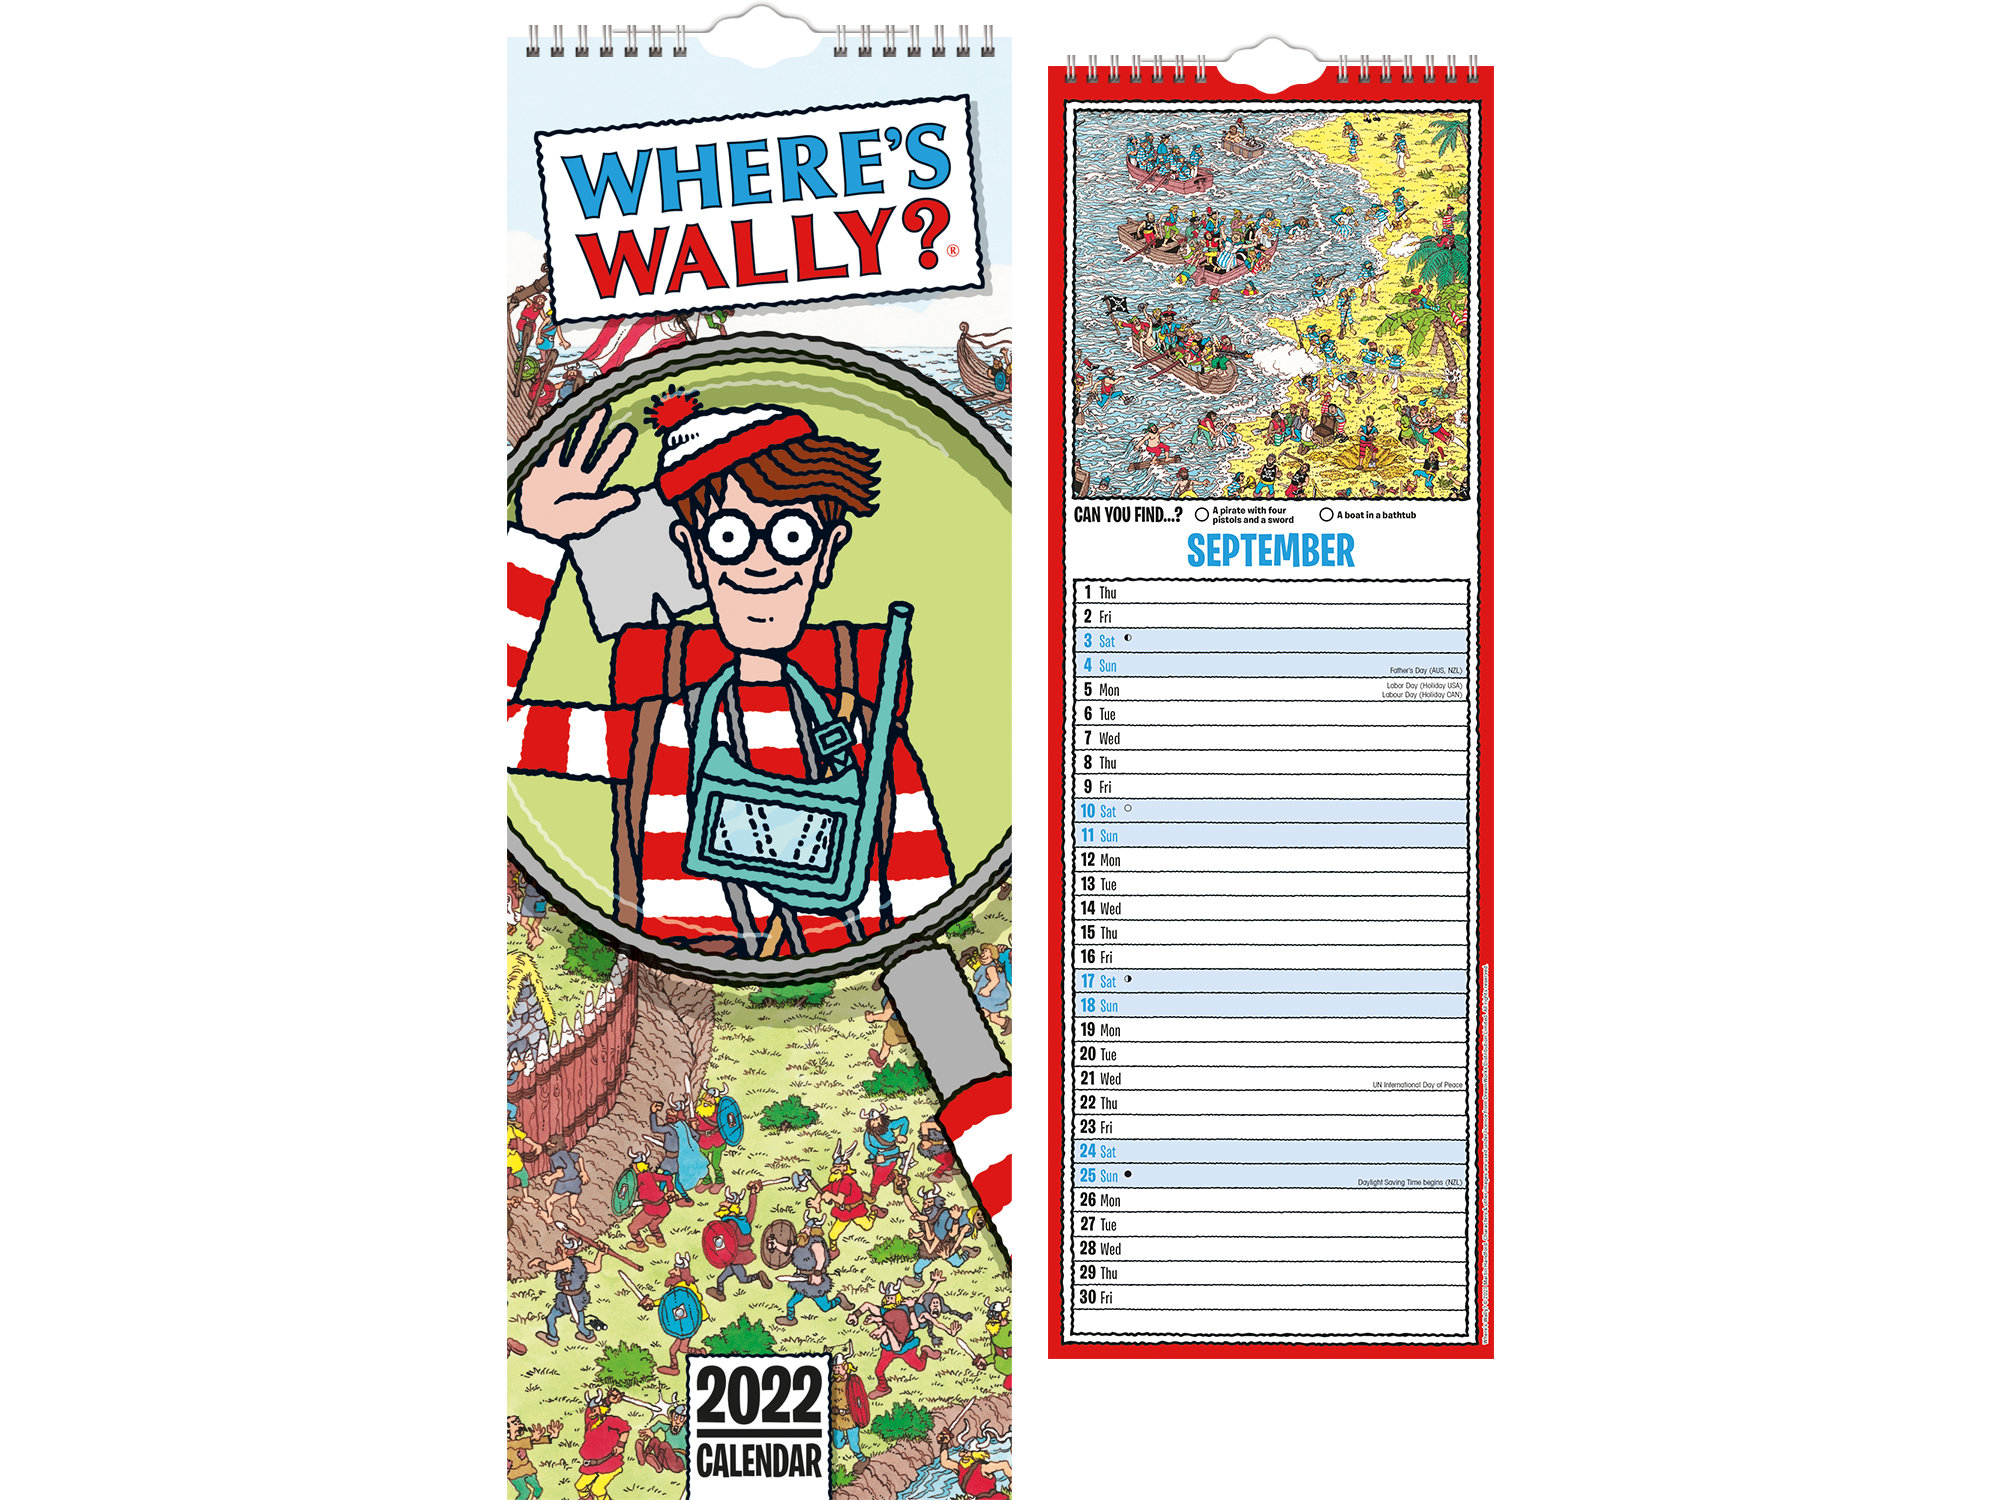 WHERE'S
WALLY?®
2022
CALENDAR
CAN YOU FIND...?
A pirate with four
pistols and a sword
A boat in a bathtub
SEPTEMBER
1 Thu
2 Fri
3 Sat
4 Sun Father's Day (AUS, NZL)
5 Mon Labor Day (Holiday USA)
Labour Day (Holiday CAN)
6 Tue
7 Wed
8 Thu
9 Fri
10 Sat
11 Sun
12 Mon
13 Tue
14 Wed
15 Thu
16 Fri
17 Sat
18 Sun
19 Mon
20 Tue
21 Wed UN International Day of Peace
22 Thu
23 Fri
24 Sat
25 Sun Daylight Saving Time begins (NZL)
26 Mon
27 Tue
28 Wed
29 Thu
30 Fri